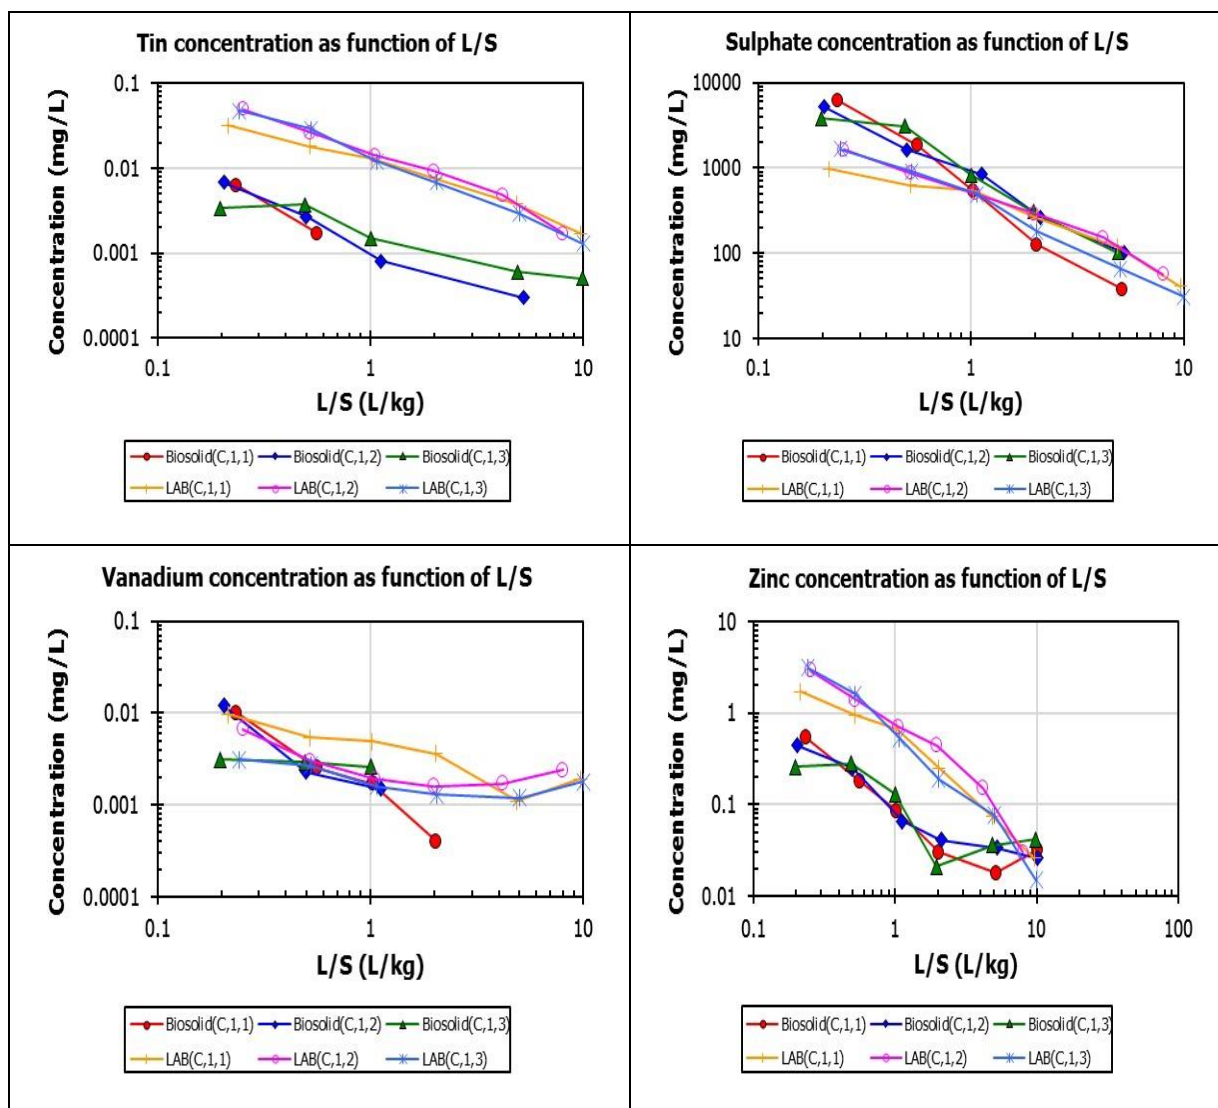 Tin concentration as function of L/S
Concentration (mg/L)
0.1
0.01
0.001
0.0001
0.1 1 10
L/S (L/kg)
Biosolid(C,1,1) Biosolid(C,1,2) Biosolid(C,1,3)
LAB(C,1,1) LAB(C,1,2) LAB(C,1,3)
Sulphate concentration as function of L/S
Concentration (mg/L)
10000
1000
100
10
0.1 1 10
L/S (L/kg)
Biosolid(C,1,1) Biosolid(C,1,2) Biosolid(C,1,3)
LAB(C,1,1) LAB(C,1,2) LAB(C,1,3)
Vanadium concentration as function of L/S
Concentration (mg/L)
0.1
0.01
0.001
0.0001
0.1 1 10
L/S (L/kg)
Biosolid(C,1,1) Biosolid(C,1,2) Biosolid(C,1,3)
LAB(C,1,1) LAB(C,1,2) LAB(C,1,3)
Zinc concentration as function of L/S
Concentration (mg/L)
10
1
0.1
0.01
0.1 1 10 100
L/S (L/kg)
Biosolid(C,1,1) Biosolid(C,1,2) Biosolid(C,1,3)
LAB(C,1,1) LAB(C,1,2) LAB(C,1,3)